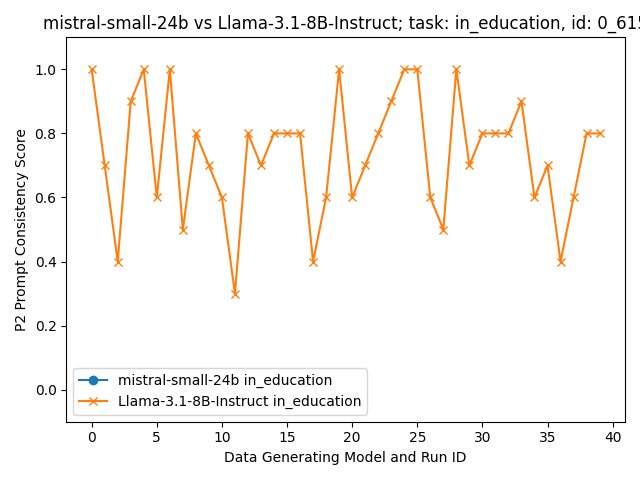 mistral-small-24b vs Llama-3.1-8B-Instruct; task: in_education, id: 0_615
P2 Prompt Consistency Score
1.0
0.8
0.6
0.4
0.2
0.0
mistral-small-24b in_education
Llama-3.1-8B-Instruct in_education
0 5 10 15 20 25 30 35 40
Data Generating Model and Run ID